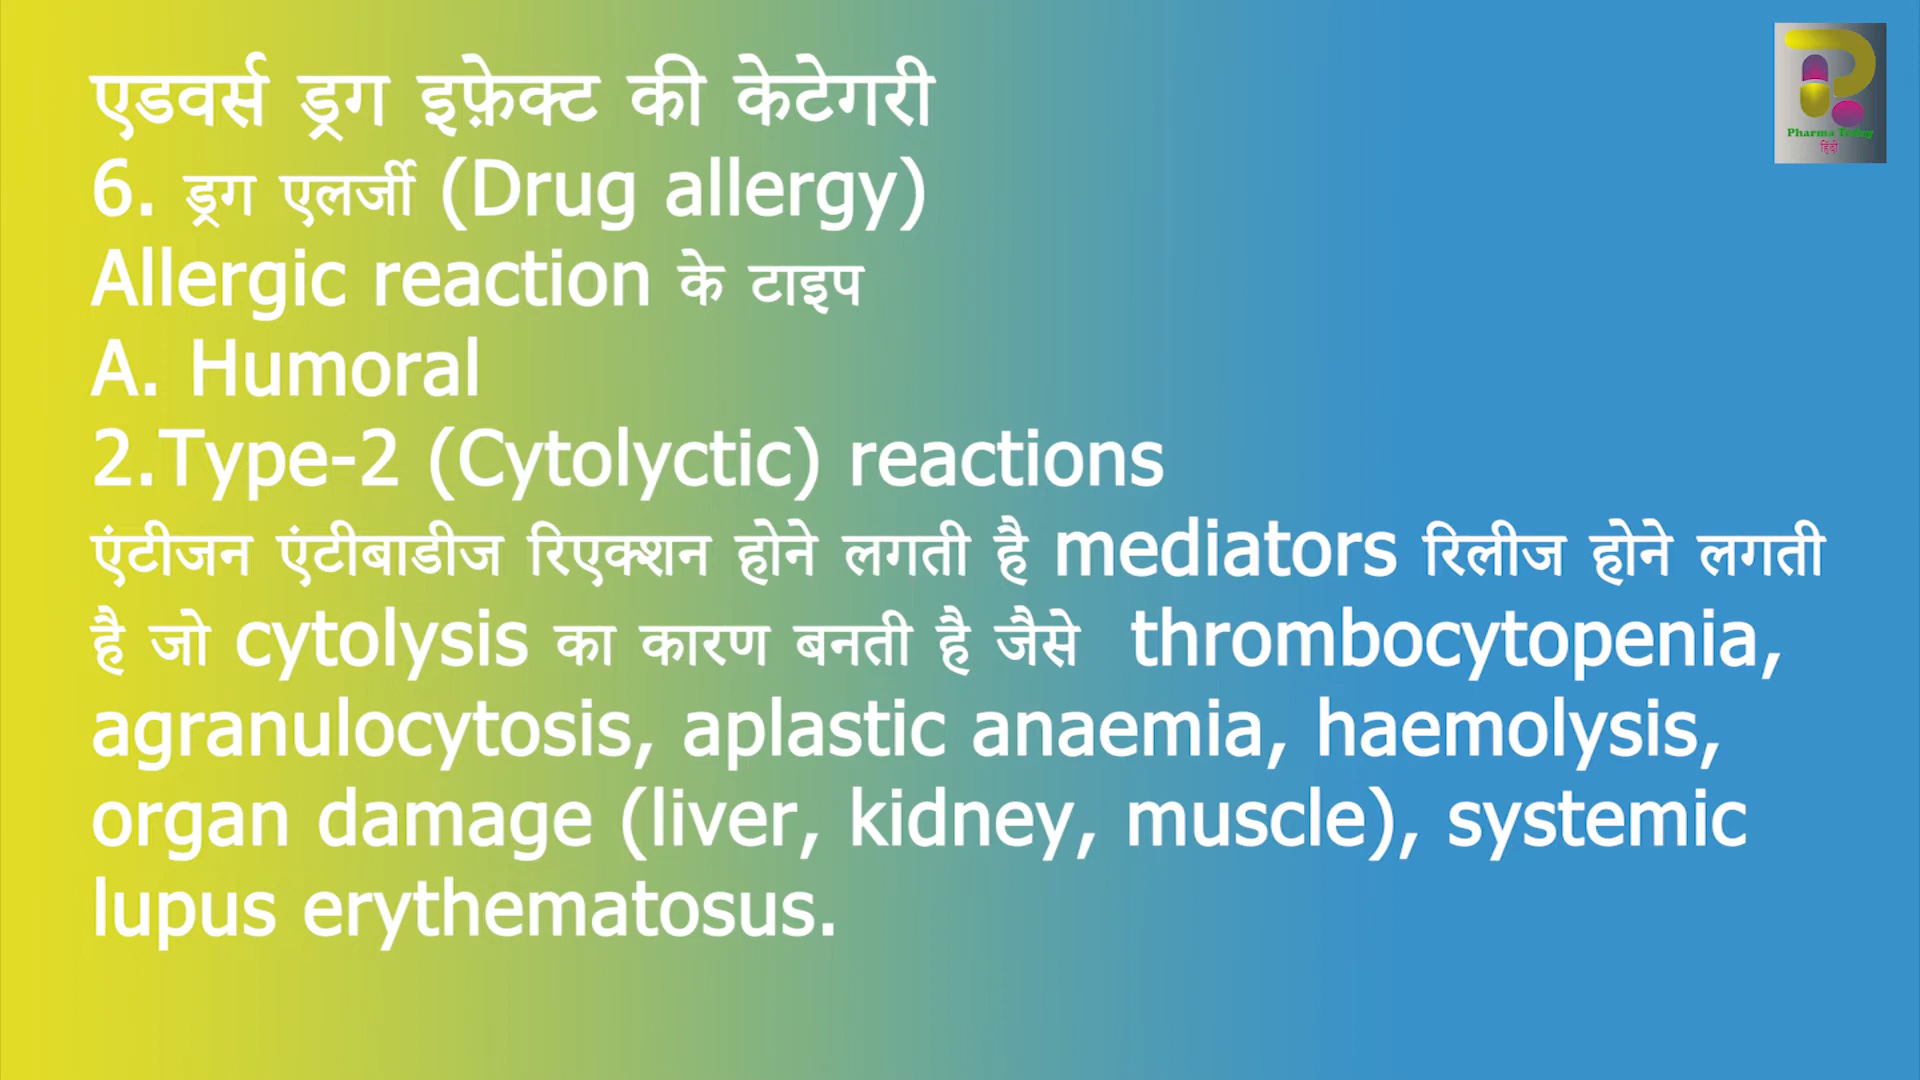 एडवर्स ड्रग इफ़ेक्ट की केटेगरी
6. ड्रग एलर्जी (Drug allergy)
Allergic reaction के टाइप
A. Humoral
2.Type-2 (Cytolyctic) reactions
एंटीजन एंटीबाडीज रिएक्शन होने लगती है mediators रिलीज होने लगती
है जो cytolysis का कारण बनती है जैसे thrombocytopenia,
agranulocytosis, aplastic anaemia, haemolysis,
organ damage (liver, kidney, muscle), systemic
lupus erythematosus.
Pharma Today
हिंदी